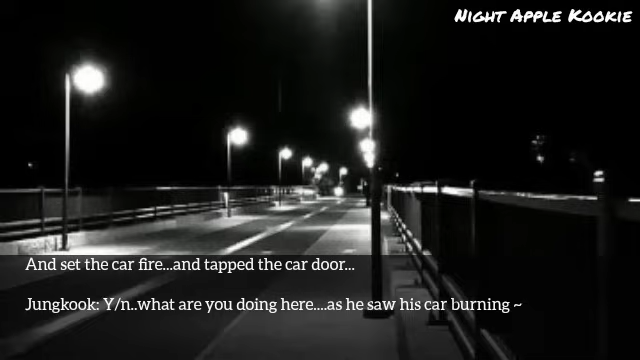 Night Apple Kookie
And set the car fire...and tapped the car door...
Jungkook: Y/n..what are you doing here....as he saw his car burning ~